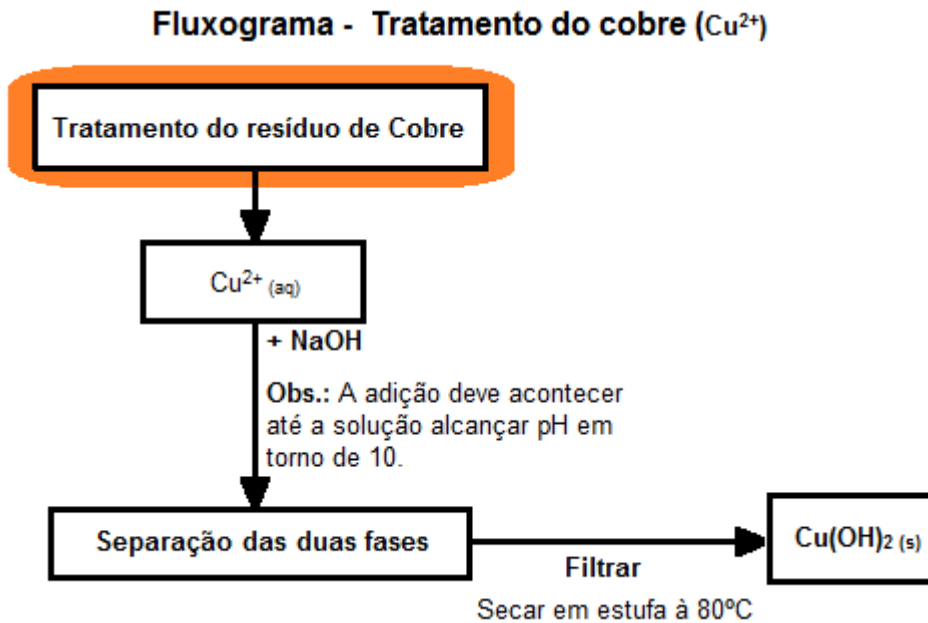 Fluxograma - Tratamento do cobre (Cu²⁺)
Tratamento do resíduo de Cobre
Cu²⁺ (aq)
+ NaOH
Obs.: A adição deve acontecer
até a solução alcançar pH em
torno de 10.
Separação das duas fases
Filtrar
Secar em estufa à 80ºC
Cu(OH)₂ (s)